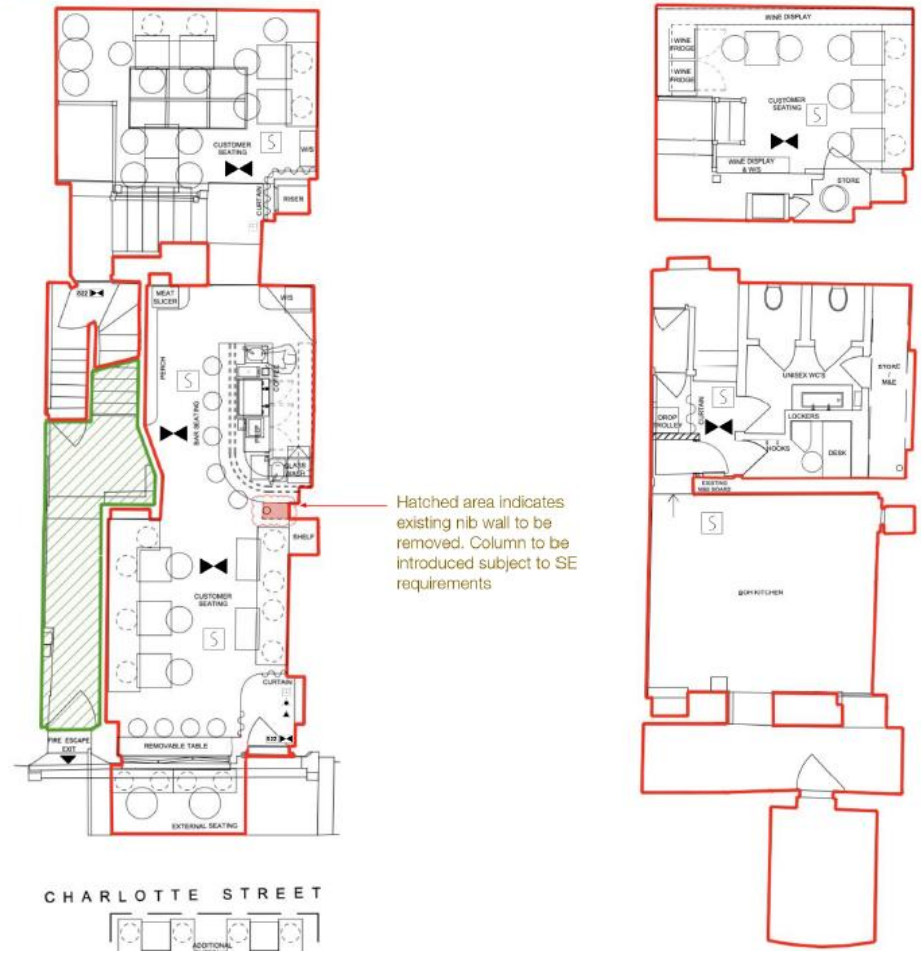 WINE DISPLAY
WINE
FRIDGE
WINE
FRIDGE
CUSTOMER
SEATING
S
CUSTOMER
SEATING
S
W/S
WINE DISPLAY
& W/S
STORE
CURTAIN
RISER
S22
MEAT
SLICER
W/S
PERCH
S
BAR SEATING
COFFEE
PREP
GLASS
WASH
UNISEX WC'S
STORE
/
M&E
S
CURTAIN
DROP
TROLLEY
LOCKERS
HOOKS
DESK
EXISTING
S
SHELF
Hatched area indicates
existing nib wall to be
removed. Column to be
introduced subject to SE
requirements
CUSTOMER
SEATING
S
BOH KITCHEN
CURTAIN
S22
FIRE ESCAPE
EXIT
REMOVABLE TABLE
EXTERNAL SEATING
CHARLOTTE STREET
ADDITIONAL